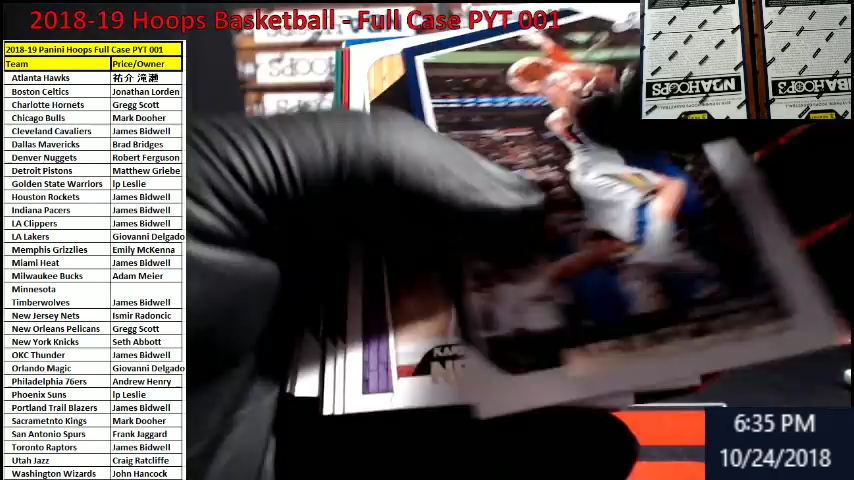 2018-19 Hoops Basketball - Full Case PYT 001
2018-19 Panini Hoops Full Case PYT 001
Team Price/Owner
Atlanta Hawks 祐介 滝瀬
Boston Celtics Jonathan Lorden
Charlotte Hornets Gregg Scott
Chicago Bulls Mark Dooher
Cleveland Cavaliers James Bidwell
Dallas Mavericks Brad Bridges
Denver Nuggets Robert Ferguson
Detroit Pistons Matthew Griebe
Golden State Warriors lp Leslie
Houston Rockets James Bidwell
Indiana Pacers James Bidwell
LA Clippers James Bidwell
LA Lakers Giovanni Delgado
Memphis Grizzlies Emily McKenna
Miami Heat James Bidwell
Milwaukee Bucks Adam Meier
Minnesota
Timberwolves James Bidwell
New Jersey Nets Ismir Radoncic
New Orleans Pelicans Gregg Scott
New York Knicks Seth Abbott
OKC Thunder James Bidwell
Orlando Magic Giovanni Delgado
Philadelphia 76ers Andrew Henry
Phoenix Suns lp Leslie
Portland Trail Blazers James Bidwell
Sacrametnto Kings Mark Dooher
San Antonio Spurs Frank Jaggard
Toronto Raptors James Bidwell
Utah Jazz Craig Ratcliffe
Washington Wizards John Hancock
NBA HOOPS
NBA HOOPS
6:35 PM
10/24/2018